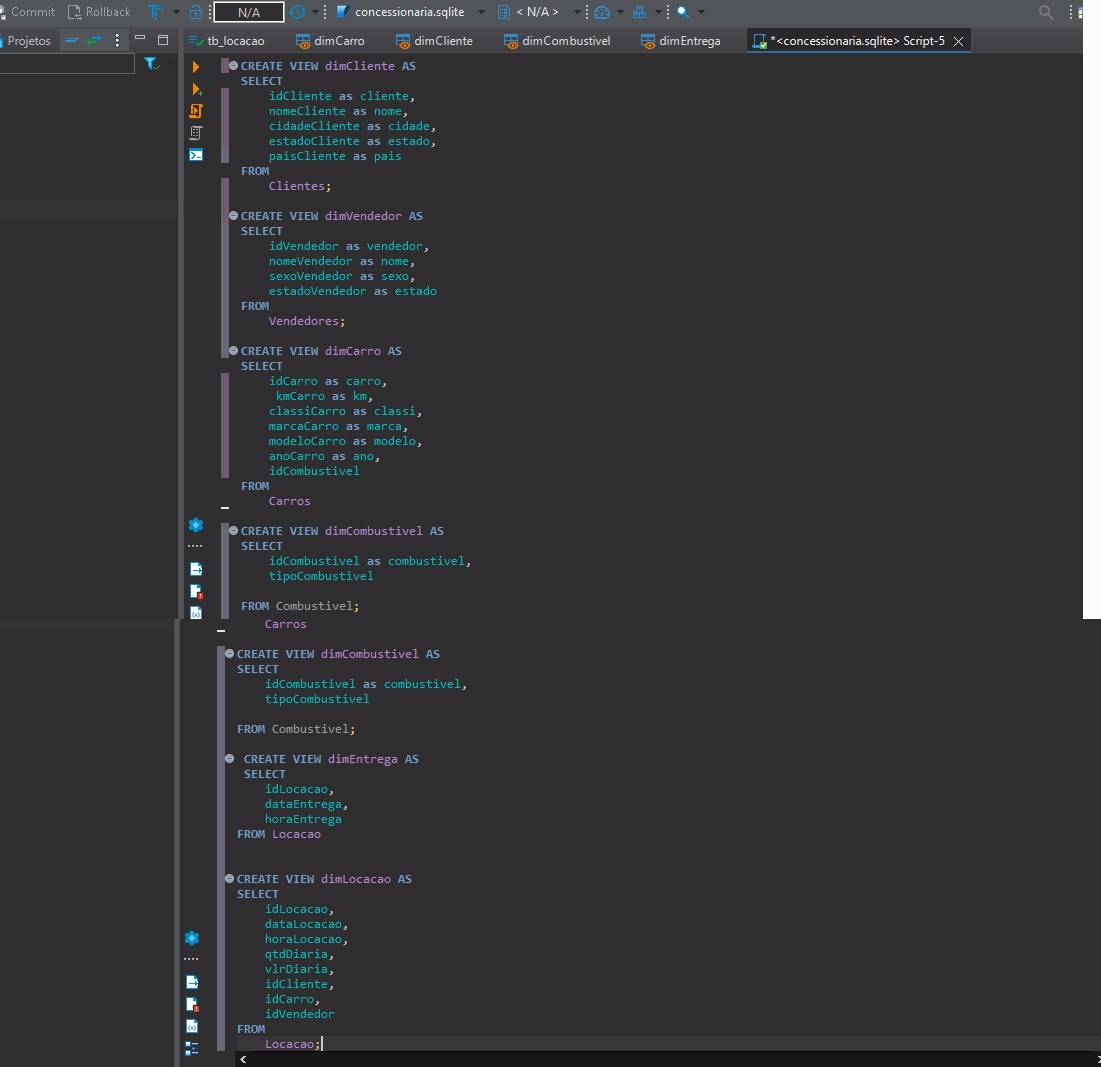 Commit Rollback N/A concessionaria.sqlite < N/A >
Projetos tb_locacao dimCarro dimCliente dimCombustivel dimEntrega *<concessionaria.sqlite> Script-5
CREATE VIEW dimCliente AS
SELECT
idCliente as cliente,
nomeCliente as nome,
cidadeCliente as cidade,
estadoCliente as estado,
paisCliente as pais
FROM
Clientes;
CREATE VIEW dimVendedor AS
SELECT
idVendedor as vendedor,
nomeVendedor as nome,
sexoVendedor as sexo,
estadoVendedor as estado
FROM
Vendedores;
CREATE VIEW dimCarro AS
SELECT
idCarro as carro,
kmCarro as km,
classiCarro as classi,
marcaCarro as marca,
modeloCarro as modelo,
anoCarro as ano,
idCombustivel
FROM
Carros
CREATE VIEW dimCombustivel AS
SELECT
idCombustivel as combustivel,
tipoCombustivel
FROM Combustivel;
Carros
CREATE VIEW dimCombustivel AS
SELECT
idCombustivel as combustivel,
tipoCombustivel
FROM Combustivel;
CREATE VIEW dimEntrega AS
SELECT
idLocacao,
dataEntrega,
horaEntrega
FROM Locacao
CREATE VIEW dimLocacao AS
SELECT
idLocacao,
dataLocacao,
horaLocacao,
qtdDiaria,
vlrDiaria,
idCliente,
idCarro,
idVendedor
FROM
Locacao;